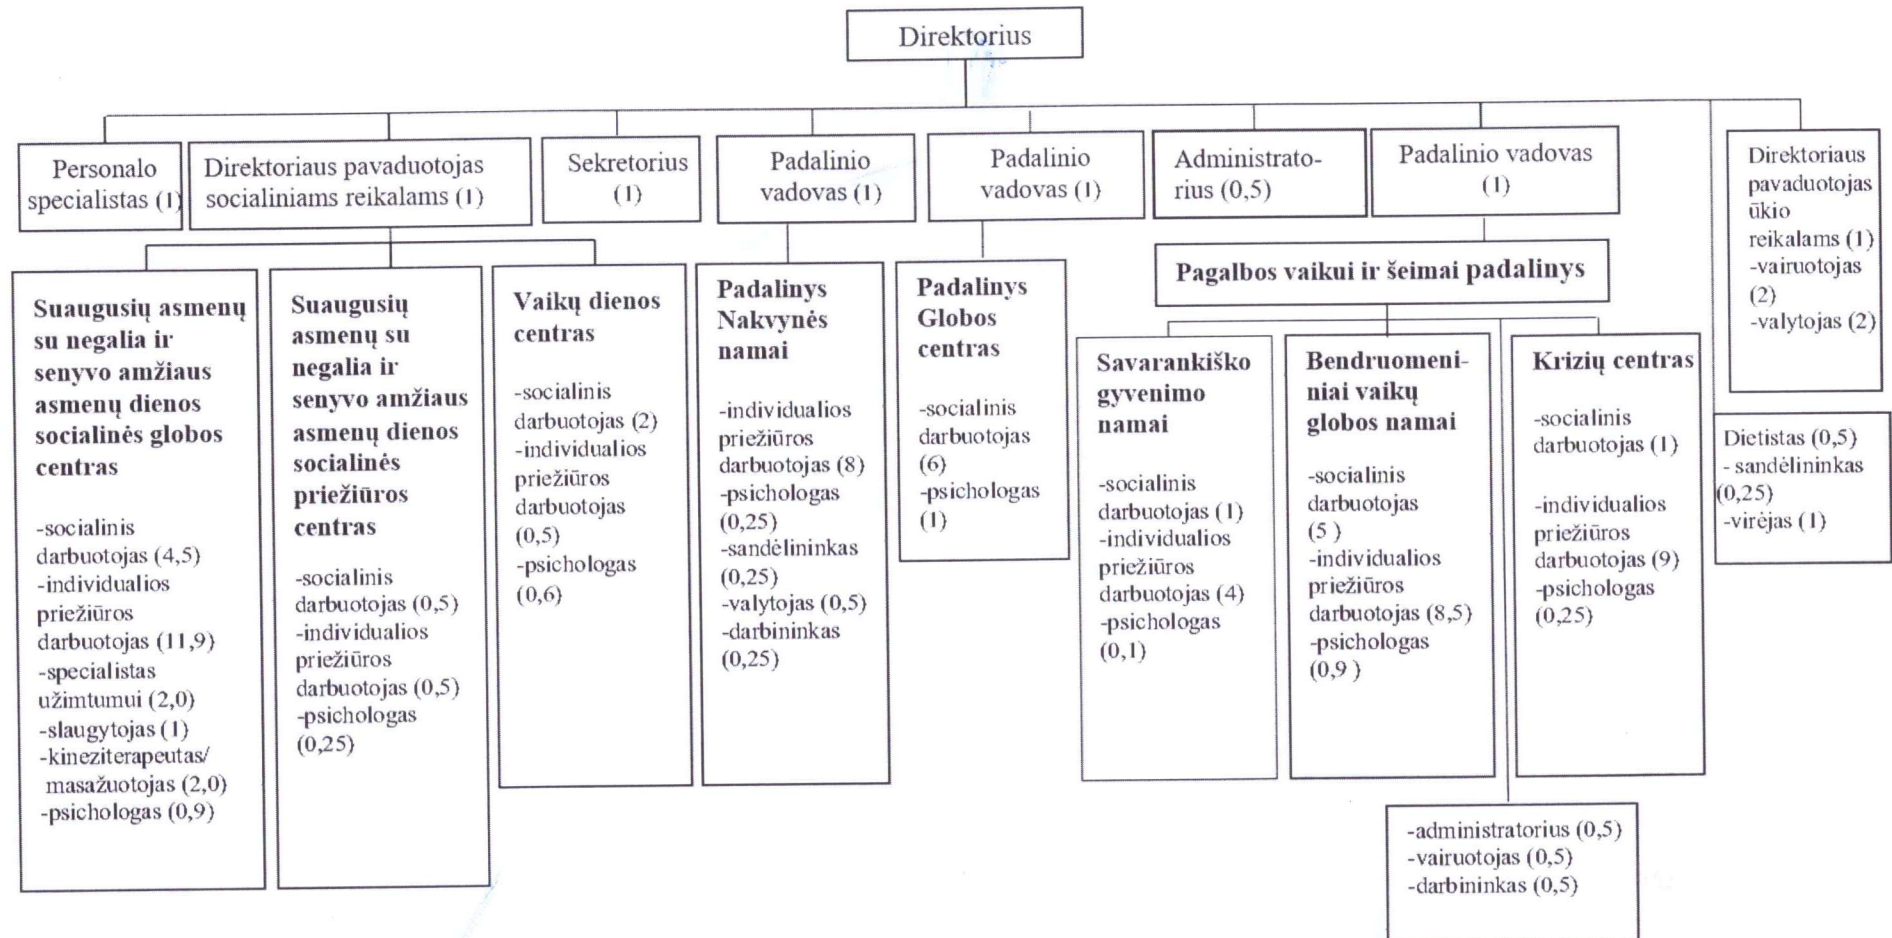 Direktorius
Personalo
specialistas (1)
Direktoriaus pavaduotojas
socialiniams reikalams (1)
Sekretorius
(1)
Padalinio
vadovas (1)
Padalinio
vadovas (1)
Administrato-
rius (0,5)
Padalinio vadovas
(1)
Direktoriaus
pavaduotojas
ūkio
reikalams (1)
-vairuotojas
(2)
-valytojas (2)
Suaugusių asmenų
su negalia ir
senyvo amžiaus
asmenų dienos
socialinės globos
centras
-socialinis
darbuotojas (4,5)
-individualios
priežiūros
darbuotojas (11,9)
-specialistas
užimtumui (2,0)
-slaugytojas (1)
-kineziterapeutas/
masažuotojas (2,0)
-psichologas (0,9)
Suaugusių
asmenų su
negalia ir
senyvo amžiaus
asmenų dienos
socialinės
priežiūros
centras
-socialinis
darbuotojas (0,5)
-individualios
priežiūros
darbuotojas (0,5)
-psichologas
(0,25)
Vaikų dienos
centras
-socialinis
darbuotojas (2)
-individualios
priežiūros
darbuotojas
(0,5)
-psichologas
(0,6)
Padalinys
Nakvynės
namai
-individualios
priežiūros
darbuotojas (8)
-psichologas
(0,25)
-sandėlininkas
(0,25)
-valytojas (0,5)
-darbininkas
(0,25)
Padalinys
Globos
centras
-socialinis
darbuotojas
(6)
-psichologas
(1)
Pagalbos vaikui ir šeimai padalinys
Savarankiško
gyvenimo
namai
-socialinis
darbuotojas (1)
-individualios
priežiūros
darbuotojas (4)
-psichologas
(0,1)
Bendruomeni-
niai vaikų
globos namai
-socialinis
darbuotojas
(5 )
-individualios
priežiūros
darbuotojas (8,5)
-psichologas
(0,9 )
Krizių centras
-socialinis
darbuotojas (1)
-individualios
priežiūros
darbuotojas (9)
-psichologas
(0,25)
Dietistas (0,5)
- sandėlininkas
(0,25)
-virėjas (1)
-administratorius (0,5)
-vairuotojas (0,5)
-darbininkas (0,5)